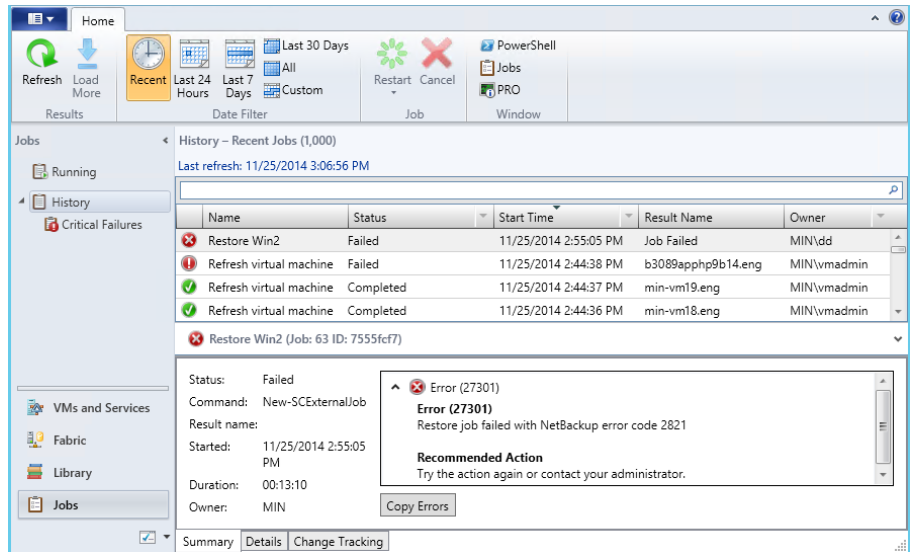 Home
Refresh
Load More
Results
Recent
Last 24 Hours
Last 7 Days
Last 30 Days
All
Custom
Date Filter
Restart
Cancel
Job
PowerShell
Jobs
PRO
Window
Jobs
Running
History
Critical Failures
VMs and Services
Fabric
Library
Jobs
History – Recent Jobs (1,000)
Last refresh: 11/25/2014 3:06:56 PM
Name Status Start Time Result Name Owner
Restore Win2 Failed 11/25/2014 2:55:05 PM Job Failed MIN\dd
Refresh virtual machine Failed 11/25/2014 2:44:38 PM b3089apphp9b14.eng MIN\vmadmin
Refresh virtual machine Completed 11/25/2014 2:44:37 PM min-vm19.eng MIN\vmadmin
Refresh virtual machine Completed 11/25/2014 2:44:36 PM min-vm18.eng MIN\vmadmin
Restore Win2 (Job: 63 ID: 7555fcf7)
Status: Failed
Command: New-SCExternalJob
Result name:
Started: 11/25/2014 2:55:05 PM
Duration: 00:13:10
Owner: MIN
Error (27301)
Error (27301)
Restore job failed with NetBackup error code 2821
Recommended Action
Try the action again or contact your administrator.
Copy Errors
Summary Details Change Tracking